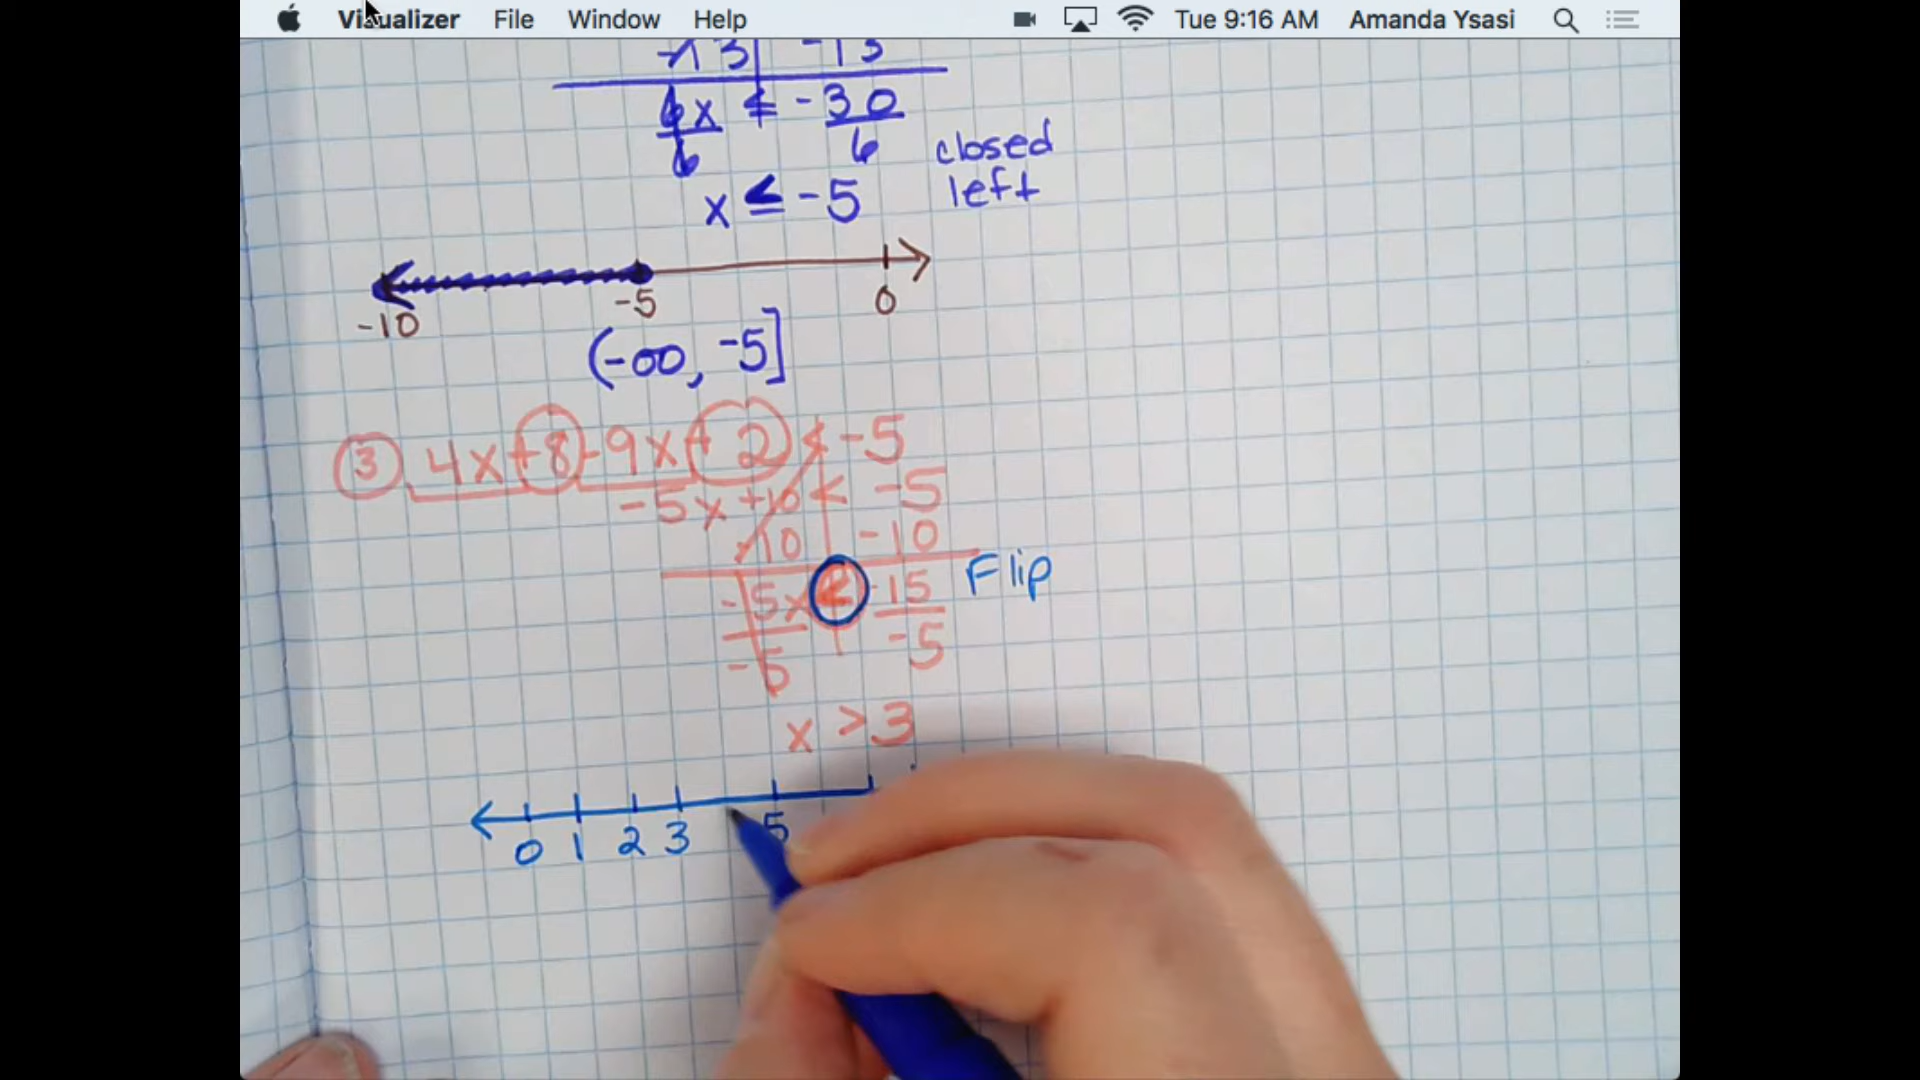 Visualizer File Window Help Tue 9:16 AM Amanda Ysasi
-13 -13
6x ≤ -30
6 6
closed
left
x ≤ -5
-10 -5 0
(-∞, -5]
③ 4x+8-9x+2 < -5
-5x+10 < -5
-10 -10
-5x < -15
-5 -5
Flip
x > 3
0 1 2 3 5